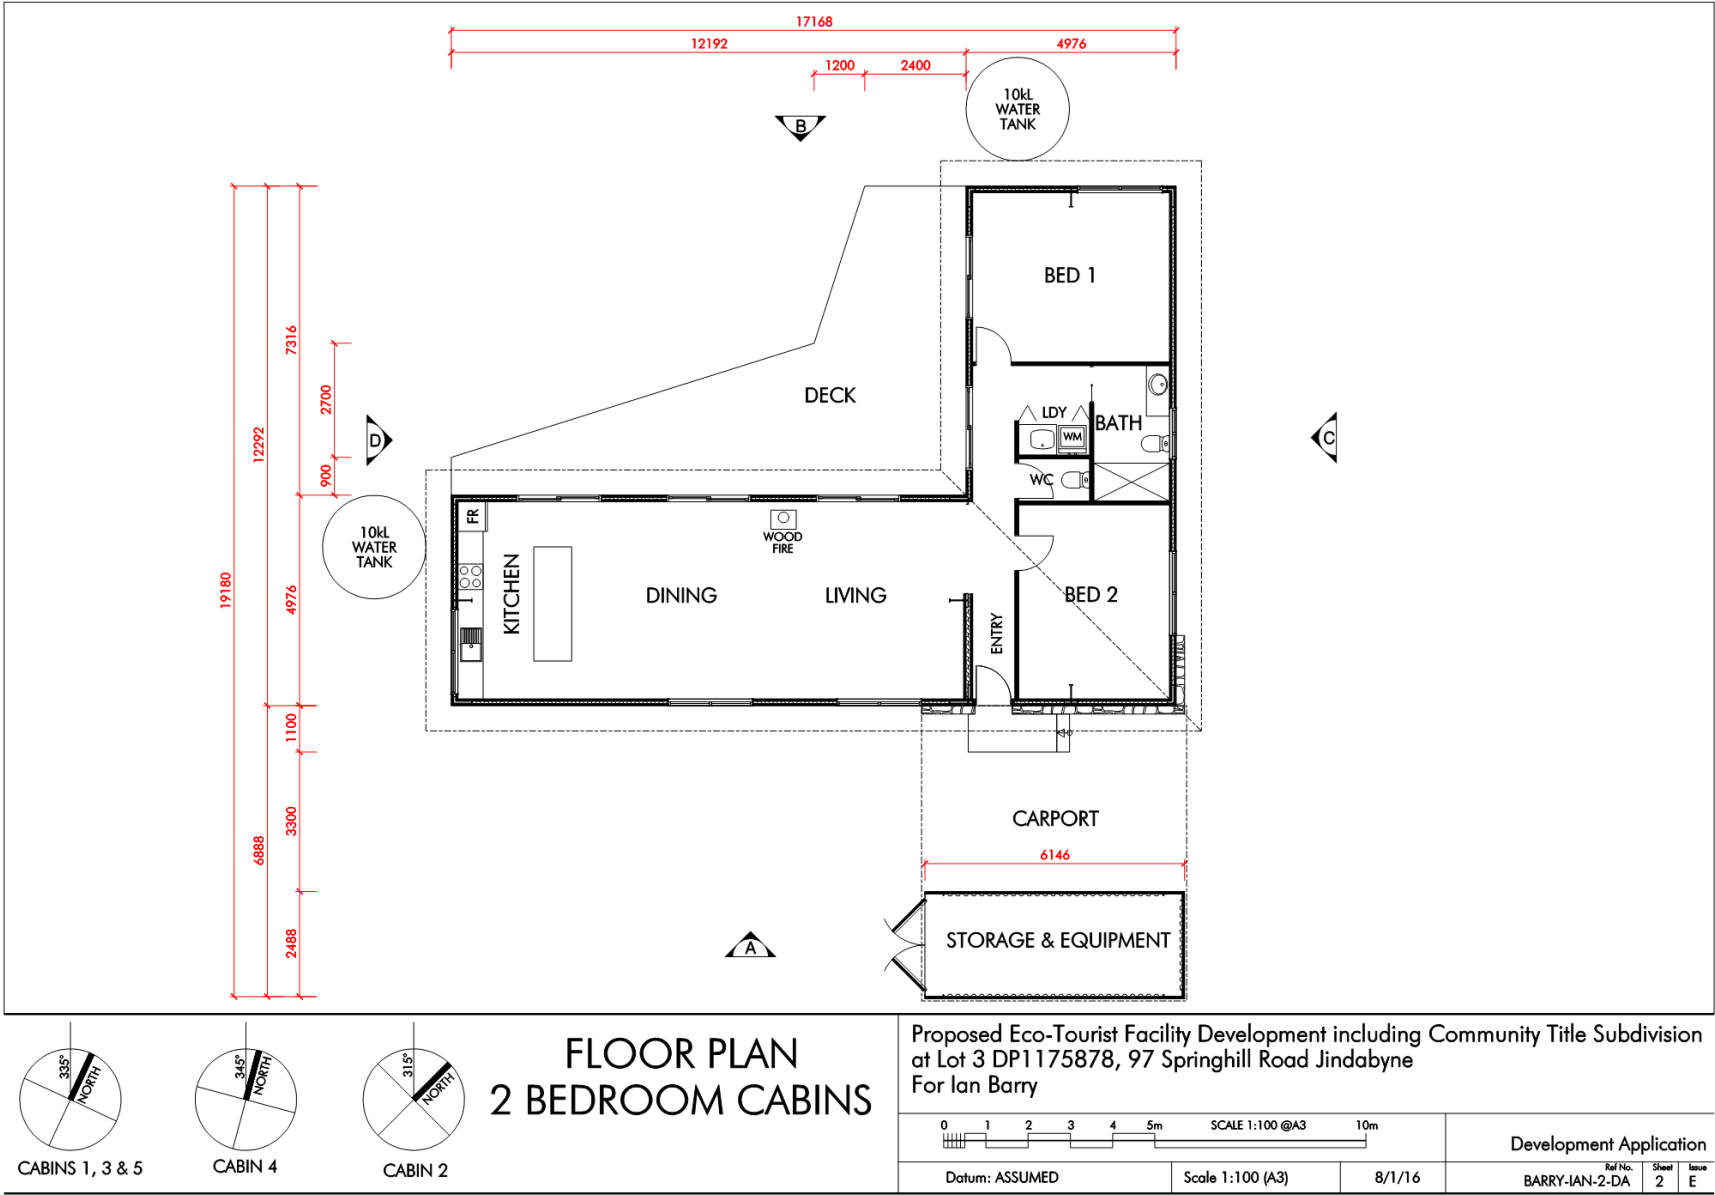 17168
12192
4976
1200
2400
10kL
WATER
TANK
B
BED 1
7316
2700
DECK
12292
D
900
LDY
WM
BATH
WC
C
10kL
WATER
TANK
FR
WOOD
FIRE
19180
4976
KITCHEN
DINING
LIVING
ENTRY
BED 2
1100
3300
CARPORT
6888
6146
2488
A
STORAGE & EQUIPMENT
335°
NORTH
CABINS 1, 3 & 5
345°
NORTH
CABIN 4
315°
NORTH
CABIN 2
FLOOR PLAN
2 BEDROOM CABINS
Proposed Eco-Tourist Facility Development including Community Title Subdivision
at Lot 3 DP1175878, 97 Springhill Road Jindabyne
For Ian Barry
0 1 2 3 4 5m SCALE 1:100 @A3 10m
Development Application
Datum: ASSUMED
Scale 1:100 (A3)
8/1/16
Ref No. Sheet Issue
BARRY-IAN-2-DA 2 E